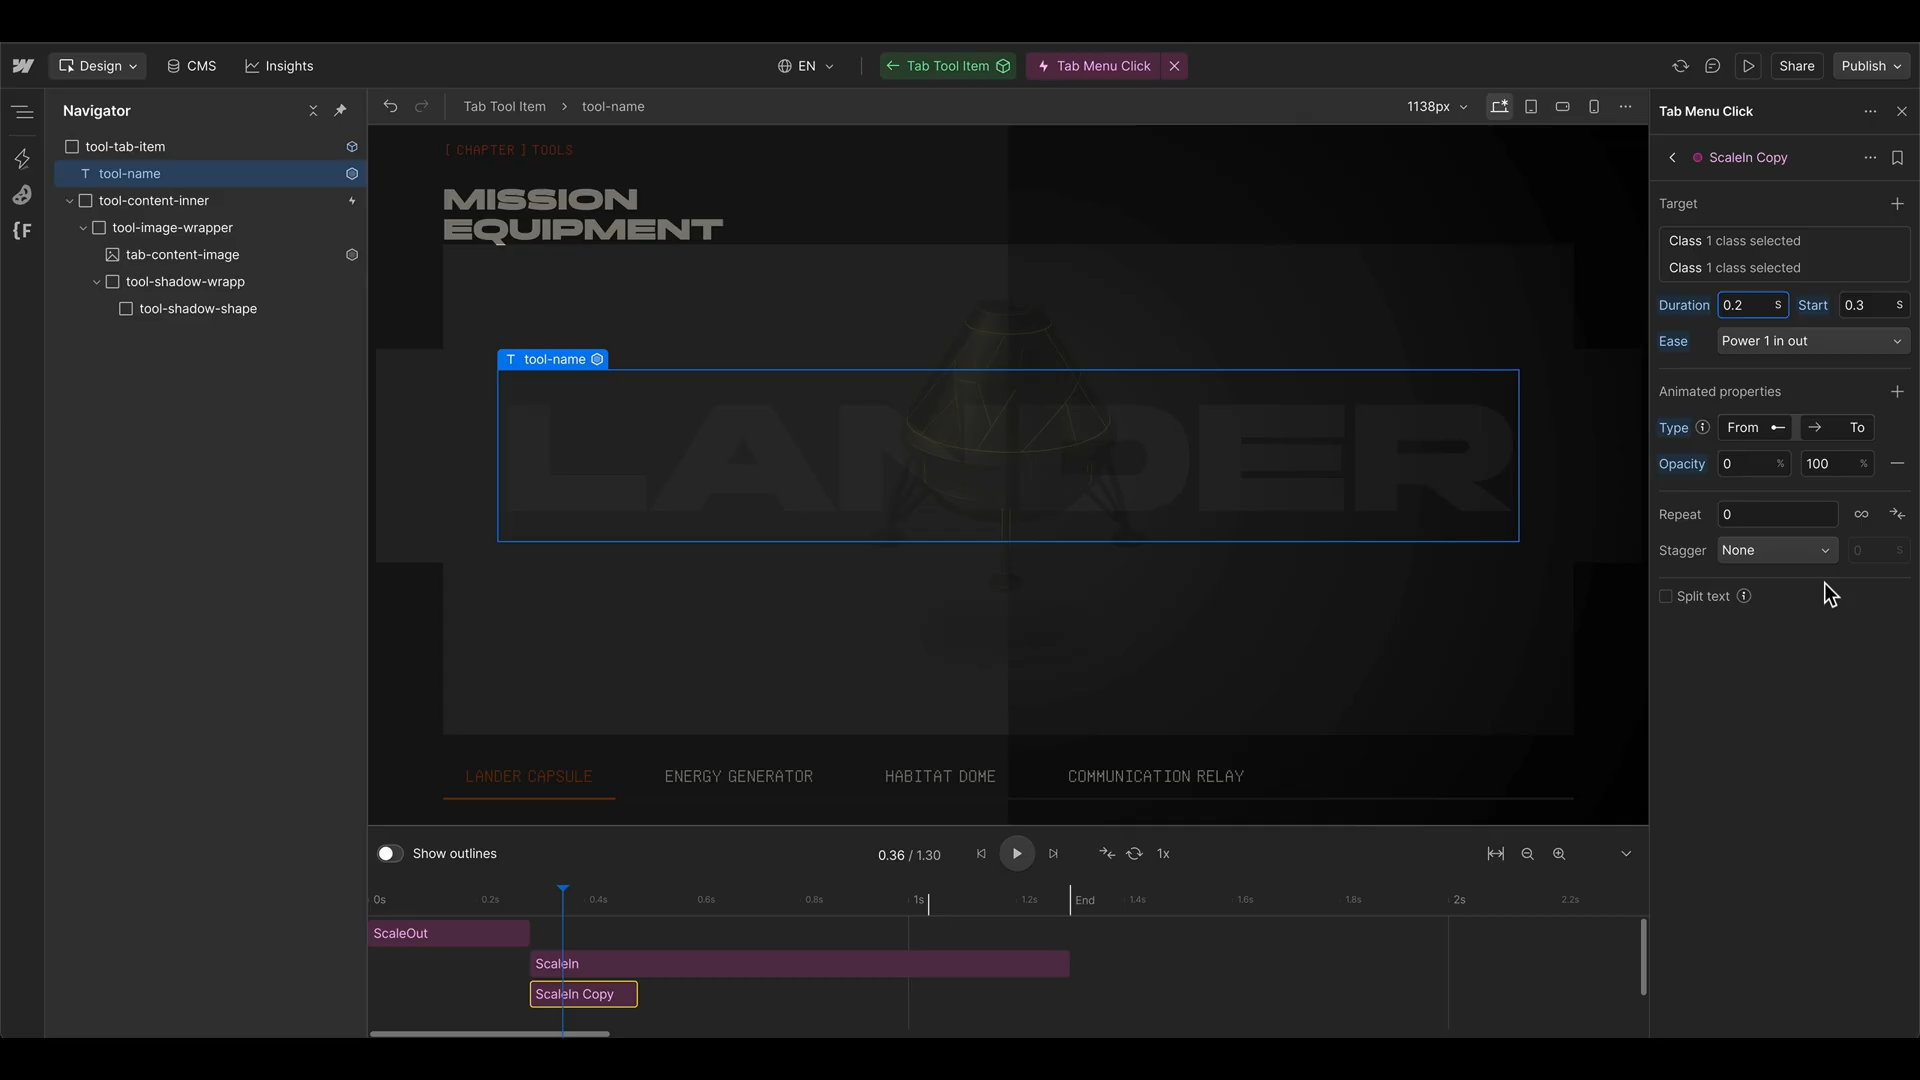 Design
CMS
Insights
EN
Tab Tool Item
Tab Menu Click
Share
Publish
Navigator
tool-tab-item
T tool-name
tool-content-inner
tool-image-wrapper
tab-content-image
tool-shadow-wrapp
tool-shadow-shape
Tab Tool Item > tool-name
1138px
[ CHAPTER ] TOOLS
MISSION
EQUIPMENT
T tool-name
LANDER
LANDER CAPSULE
ENERGY GENERATOR
HABITAT DOME
COMMUNICATION RELAY
Tab Menu Click
ScaleIn Copy
Target
Class 1 class selected
Class 1 class selected
Duration 0.2 S Start 0.3 S
Ease Power 1 in out
Animated properties
Type From To
Opacity 0 % 100 %
Repeat 0
Stagger None 0 S
Split text
Show outlines
0.36 / 1.30
1x
0s 0.2s 0.4s 0.6s 0.8s 1s 1.2s End 1.4s 1.6s 1.8s 2s 2.2s
ScaleOut
ScaleIn
ScaleIn Copy